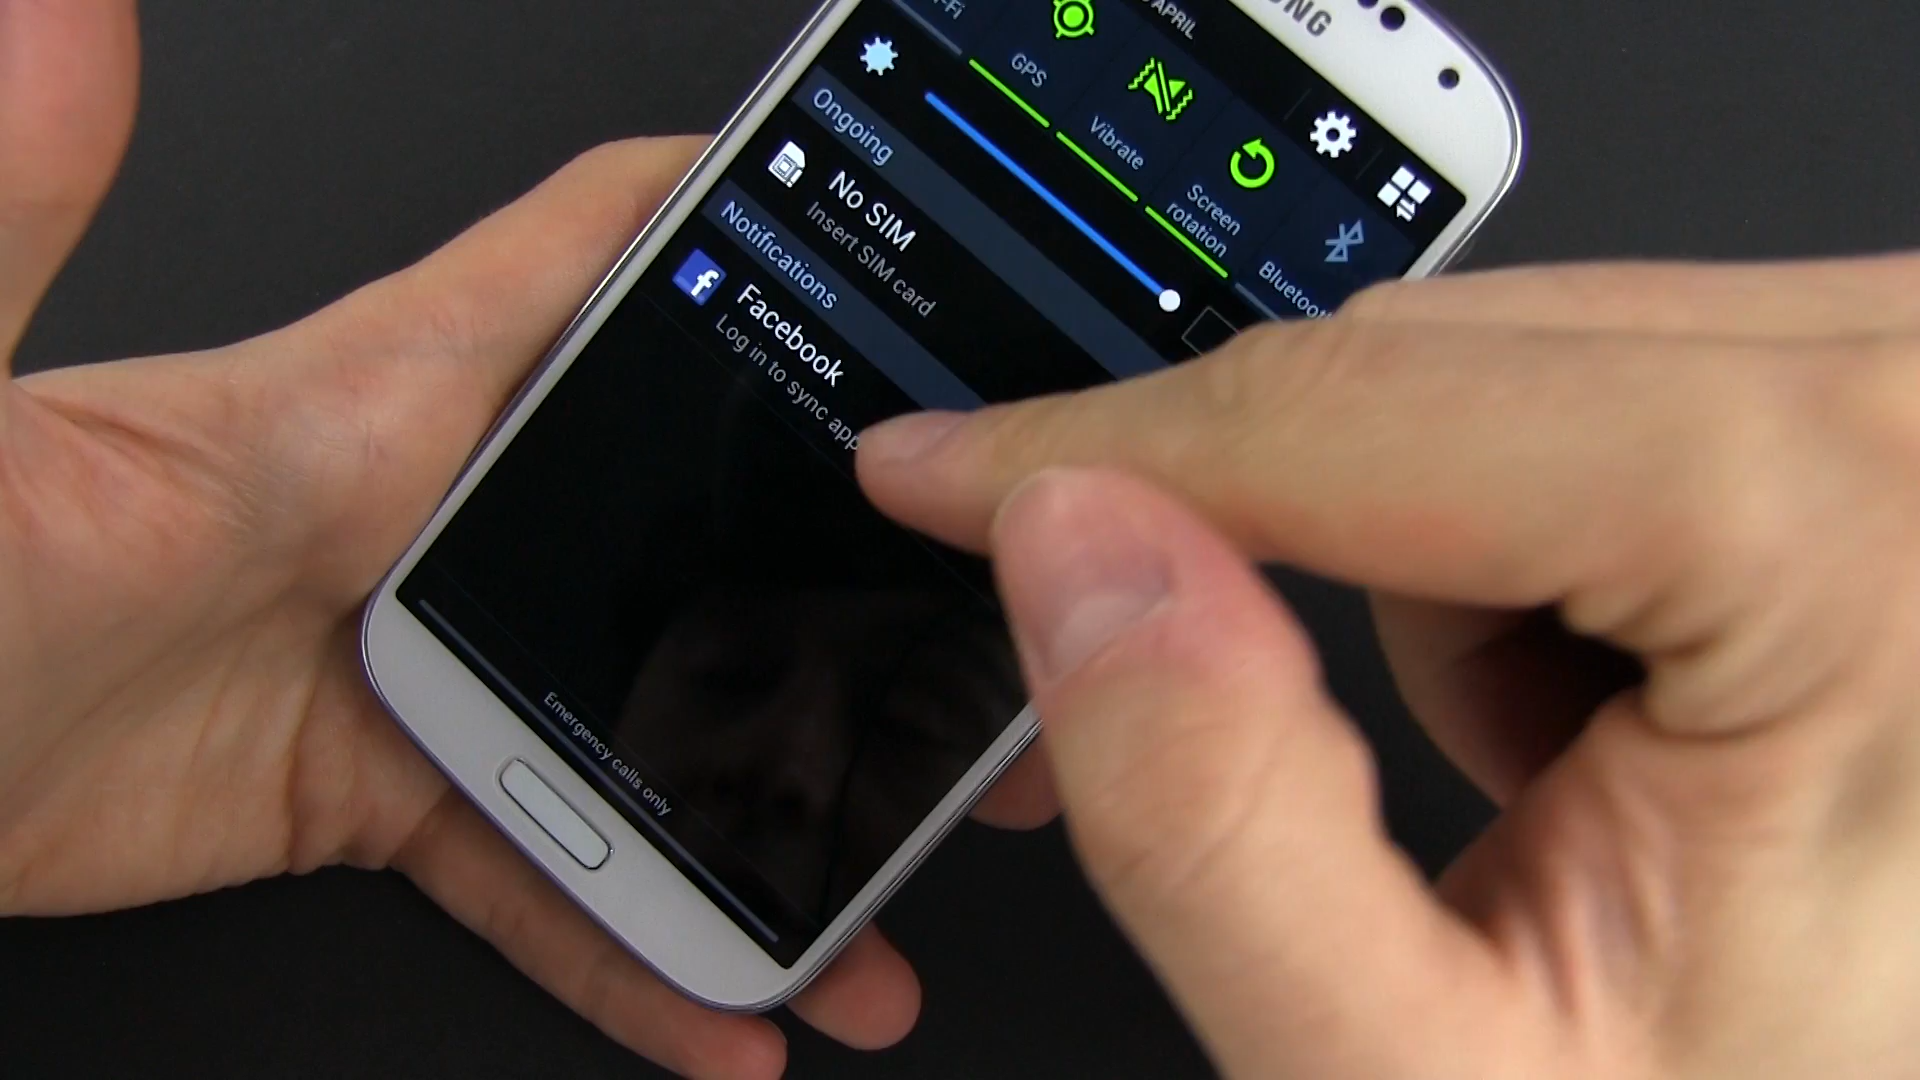 APRIL
GPS
Vibrate
Screen
rotation
Ongoing
No SIM
Insert SIM card
Notifications
Facebook
Log in to sync app
Emergency calls only